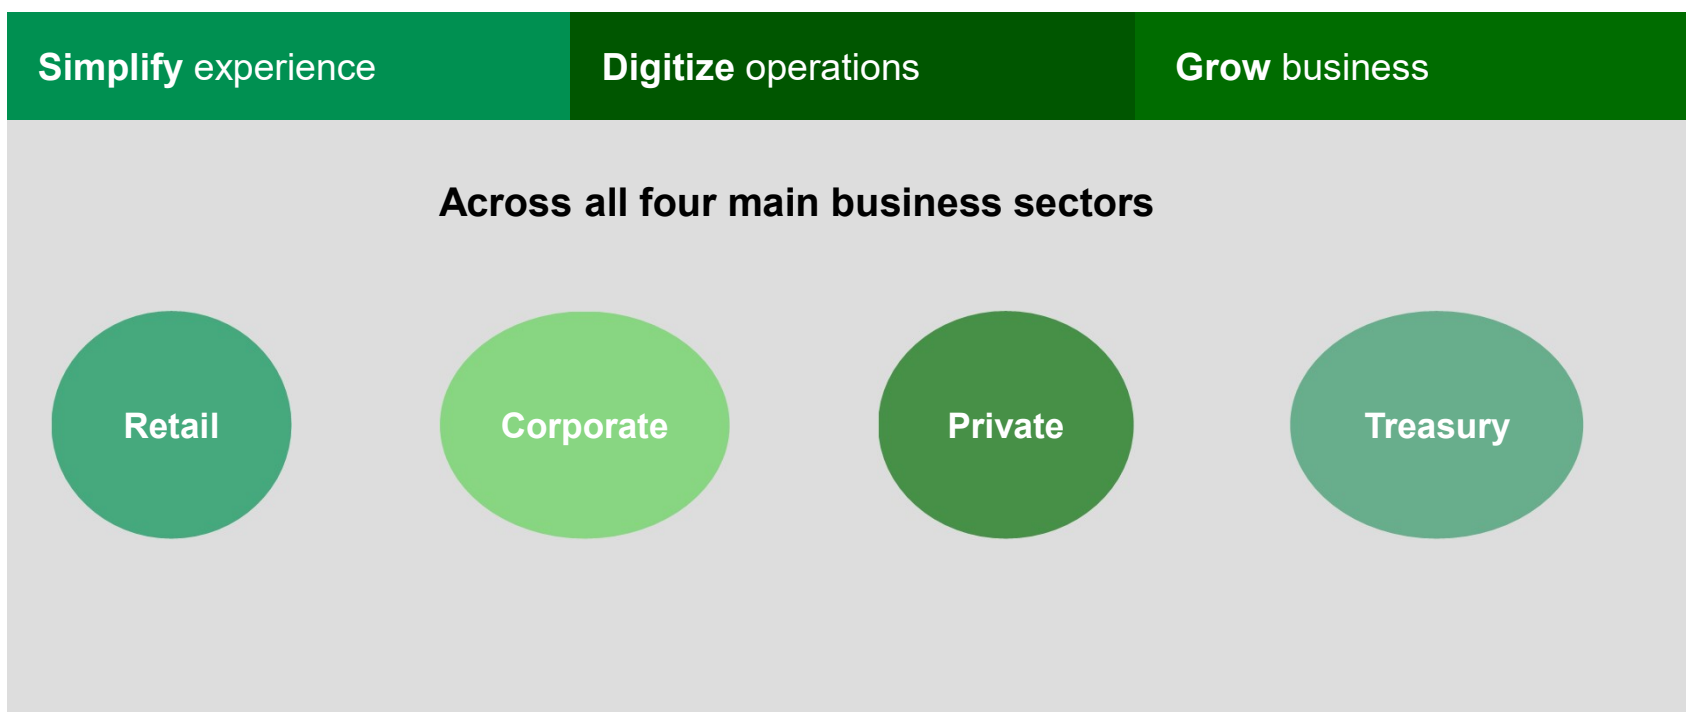 Simplify experience
Digitize operations
Grow business
Across all four main business sectors
Retail
Corporate
Private
Treasury